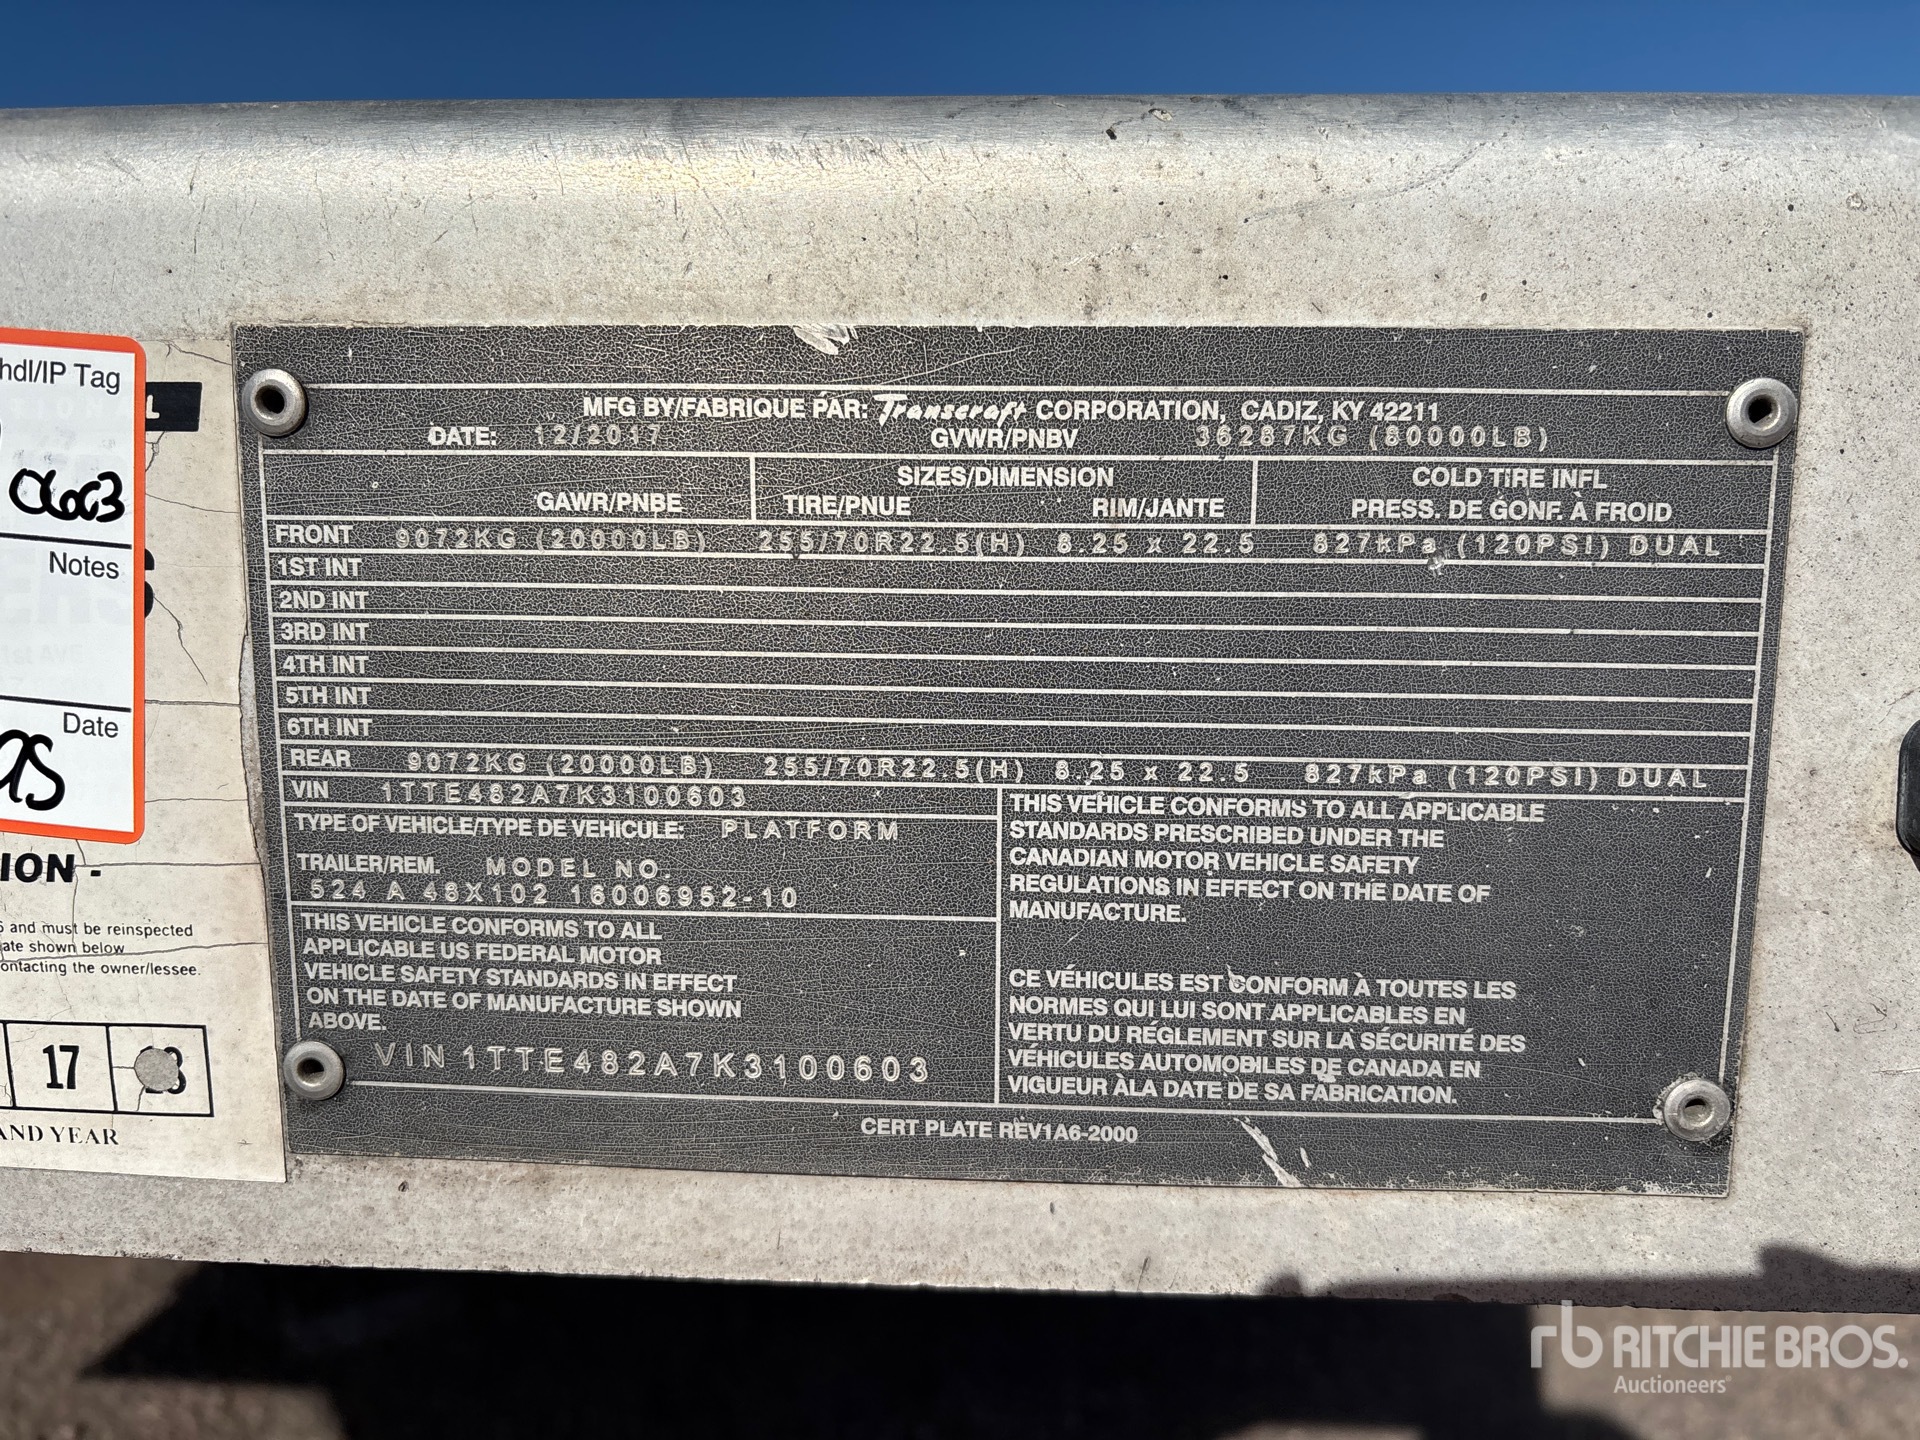 hdl/IP Tag
L
0603
Notes
Date
ION -
and must be reinspected
ate shown below
ontacting the owner/lessee.
17
AND YEAR
MFG BY/FABRIQUE PAR: Transcraft CORPORATION, CADIZ, KY 42211
DATE: 12/2017 GVWR/PNBV 36287KG (80000LB)
SIZES/DIMENSION COLD TIRE INFL
GAWR/PNBE TIRE/PNUE RIM/JANTE PRESS. DE GONF. À FROID
FRONT 9072KG (20000LB) 255/70R22.5(H) 8.25 x 22.5 827kPa (120PSI) DUAL
1ST INT
2ND INT
3RD INT
4TH INT
5TH INT
6TH INT
REAR 9072KG (20000LB) 255/70R22.5(H) 8.25 x 22.5 827kPa (120PSI) DUAL
VIN 1TTE482A7K3100603
TYPE OF VEHICLE/TYPE DE VEHICULE: PLATFORM
TRAILER/REM. MODEL NO.
524 A 48X102 16006952-10
THIS VEHICLE CONFORMS TO ALL
APPLICABLE US FEDERAL MOTOR
VEHICLE SAFETY STANDARDS IN EFFECT
ON THE DATE OF MANUFACTURE SHOWN
ABOVE.
VIN 1TTE482A7K3100603
THIS VEHICLE CONFORMS TO ALL APPLICABLE
STANDARDS PRESCRIBED UNDER THE
CANADIAN MOTOR VEHICLE SAFETY
REGULATIONS IN EFFECT ON THE DATE OF
MANUFACTURE.
CE VÉHICULES EST CONFORM À TOUTES LES
NORMES QUI LUI SONT APPLICABLES EN
VERTU DU RÉGLEMENT SUR LA SÉCURITÉ DES
VÉHICULES AUTOMOBILES DE CANADA EN
VIGUEUR ÀLA DATE DE SA FABRICATION.
CERT PLATE REV1A6-2000
rb RITCHIE BROS.
Auctioneers